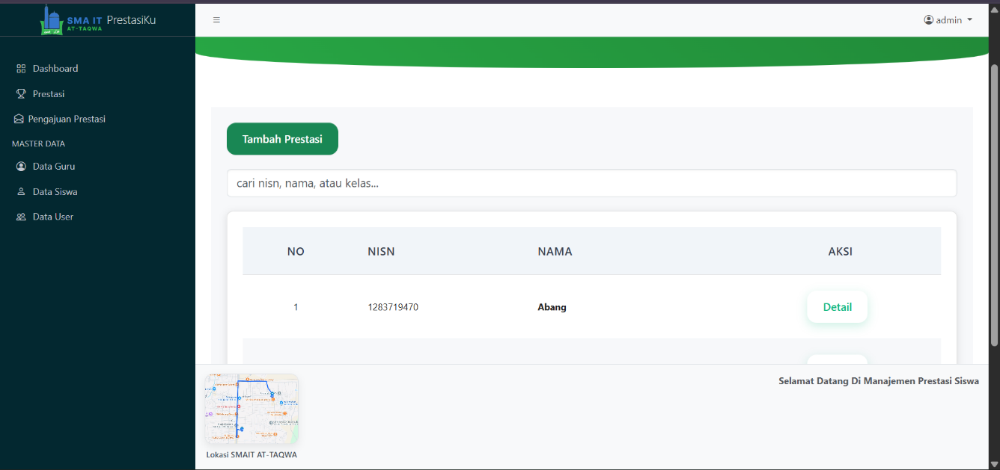 SMA IT
AT-TAQWA
PrestasiKu
admin
Dashboard
Prestasi
Pengajuan Prestasi
MASTER DATA
Data Guru
Data Siswa
Data User
Tambah Prestasi
cari nisn, nama, atau kelas...
NO NISN NAMA AKSI
1 1283719470 Abang Detail
Selamat Datang Di Manajemen Prestasi Siswa
Lokasi SMAIT AT-TAQWA